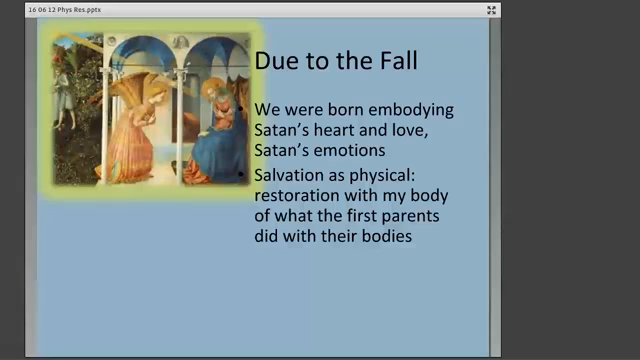 16 06 12 Phys Res.pptx
Due to the Fall
• We were born embodying
Satan's heart and love,
Satan's emotions
• Salvation as physical:
restoration with my body
of what the first parents
did with their bodies